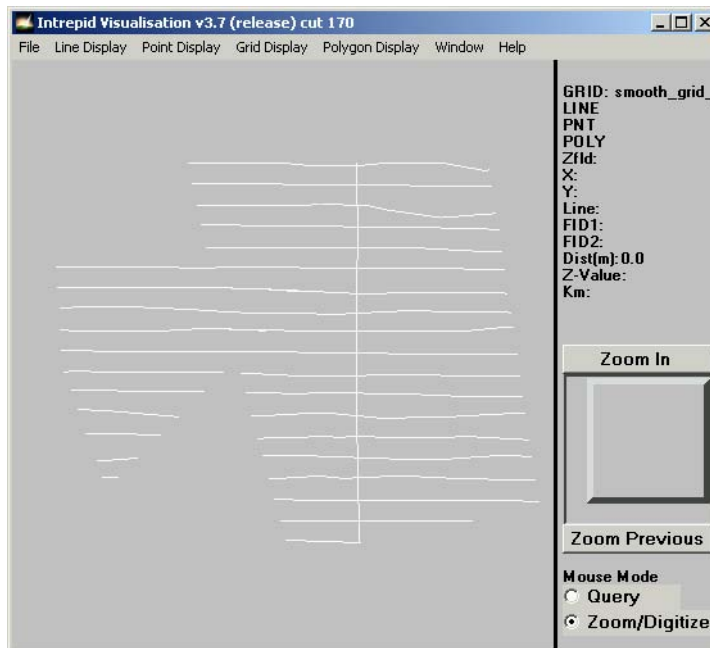 Intrepid Visualisation v3.7 (release) cut 170
File Line Display Point Display Grid Display Polygon Display Window Help
GRID: smooth_grid_
LINE
PNT
POLY
Zfld:
X:
Y:
Line:
FID1:
FID2:
Dist(m):0.0
Z-Value:
Km:
Zoom In
Zoom Previous
Mouse Mode
Query
Zoom/Digitize